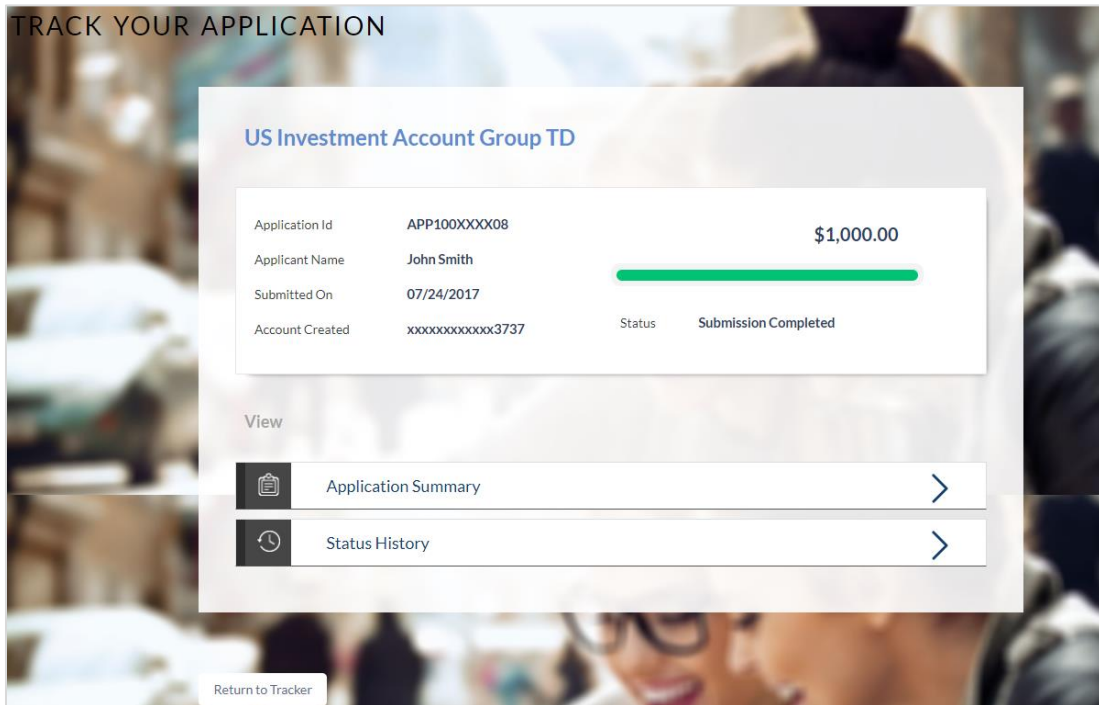 TRACK YOUR APPLICATION
US Investment Account Group TD
Application Id APP100XXXX08
Applicant Name John Smith
Submitted On 07/24/2017
Account Created xxxxxxxxxxxx3737
$1,000.00
Status Submission Completed
View
Application Summary
Status History
Return to Tracker